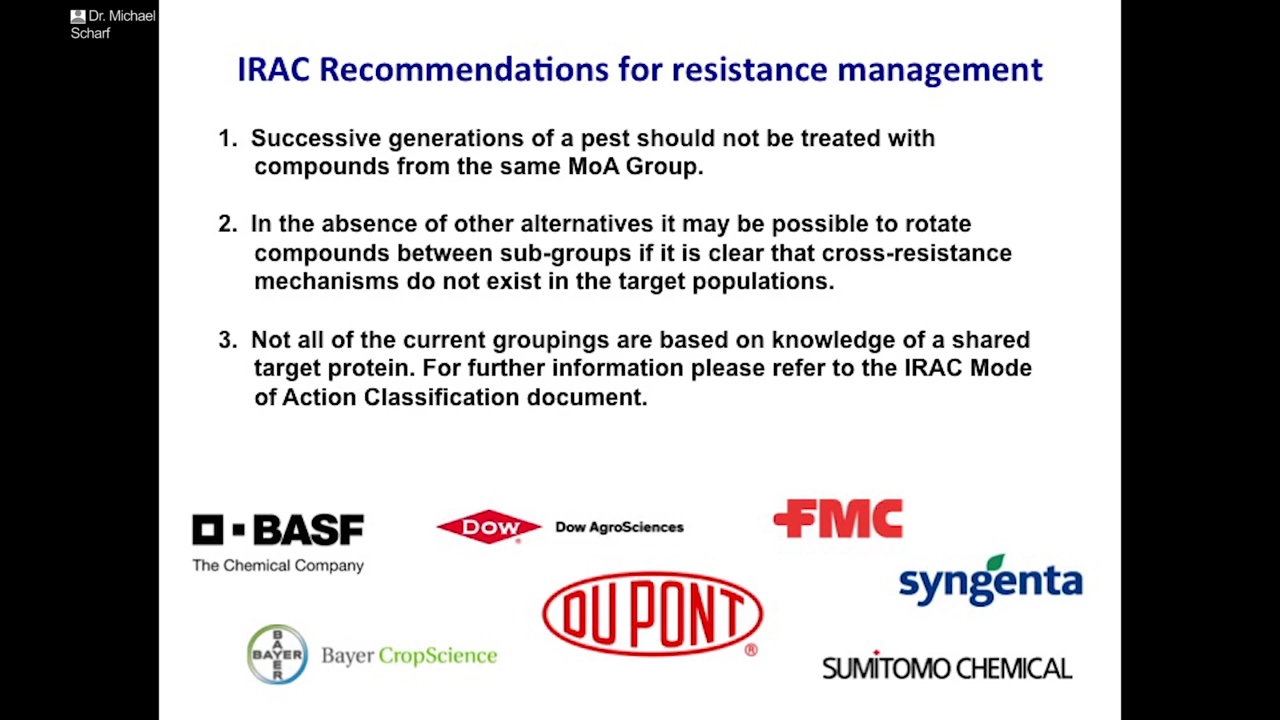 Dr. Michael
Scharf
IRAC Recommendations for resistance management
1. Successive generations of a pest should not be treated with
compounds from the same MoA Group.
2. In the absence of other alternatives it may be possible to rotate
compounds between sub-groups if it is clear that cross-resistance
mechanisms do not exist in the target populations.
3. Not all of the current groupings are based on knowledge of a shared
target protein. For further information please refer to the IRAC Mode
of Action Classification document.
BASF
The Chemical Company
Dow
®
Dow AgroSciences
FMC
syngenta
DU PONT
®
BAYER
BAYER
Bayer CropScience
SUMITOMO CHEMICAL